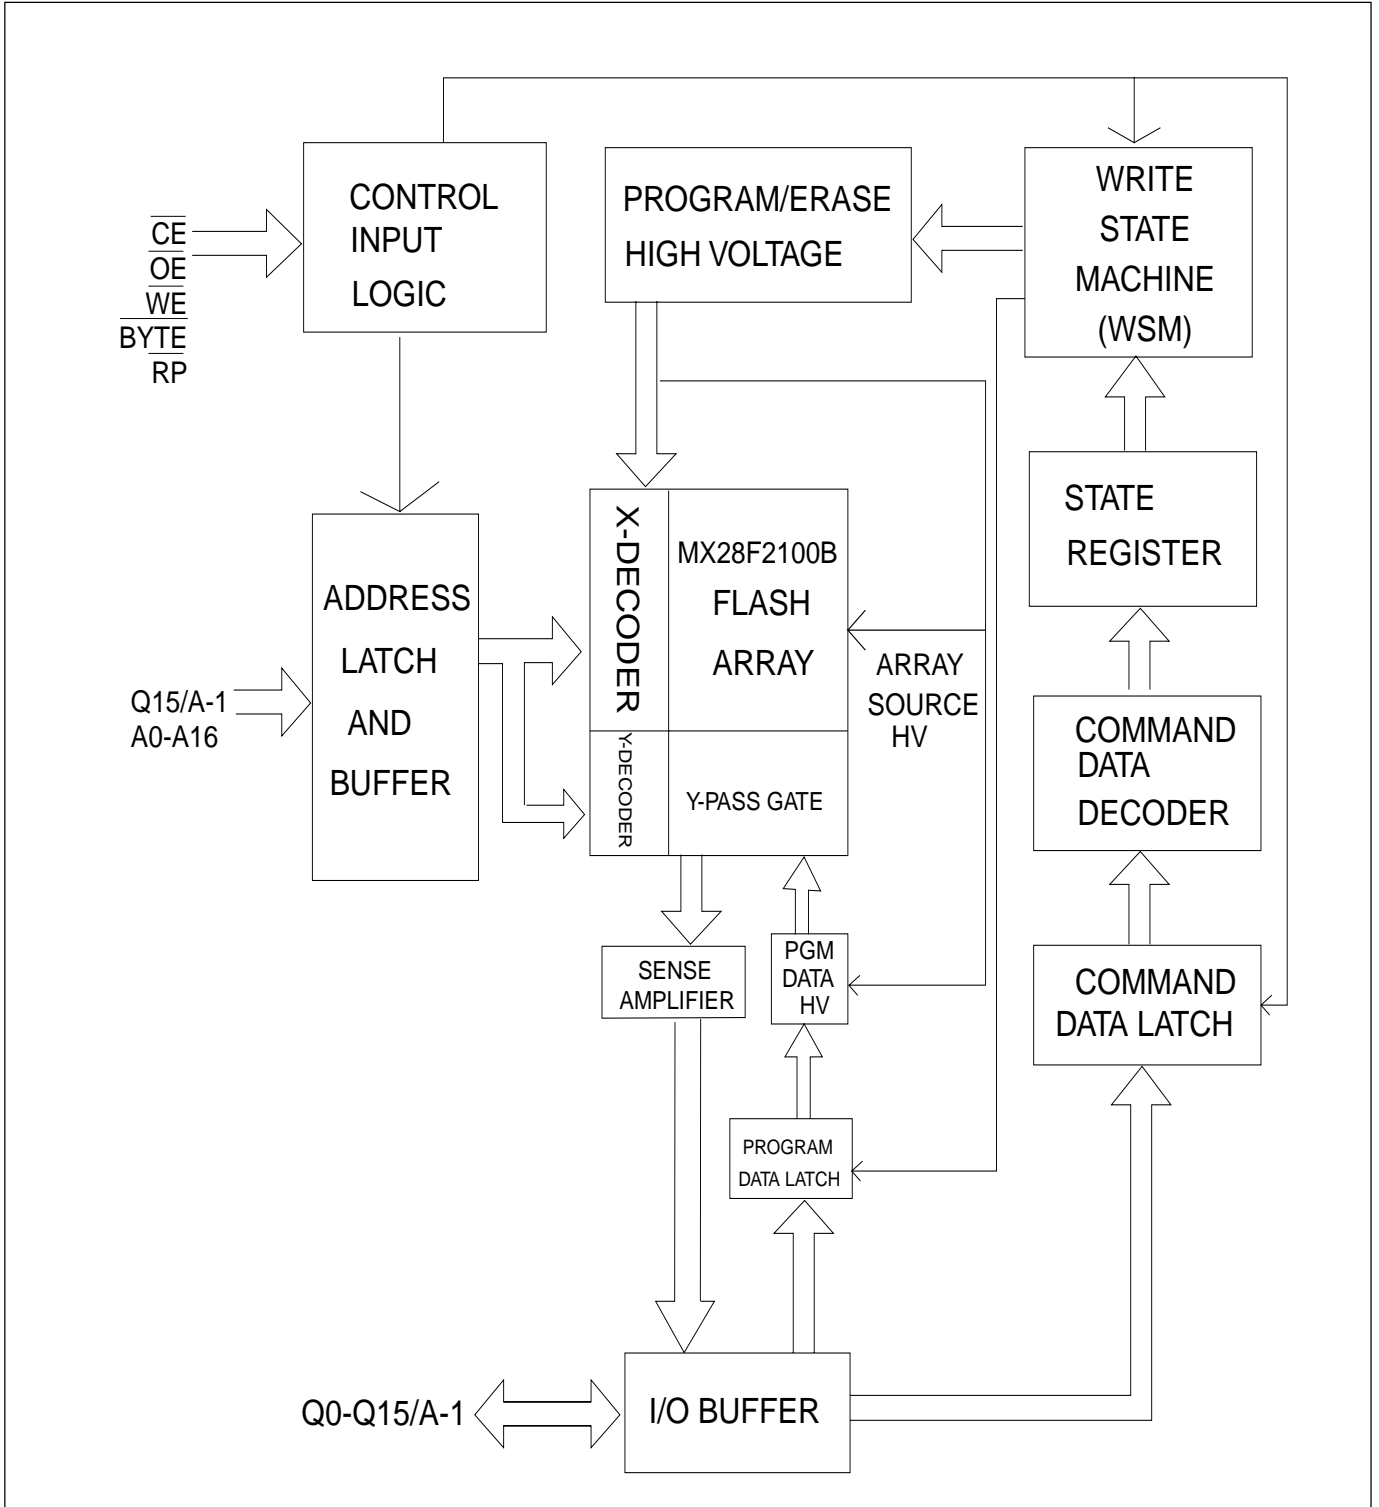 CONTROL
INPUT
LOGIC
PROGRAM/ERASE
HIGH VOLTAGE
WRITE
STATE
MACHINE
(WSM)
CE
OE
WE
BYTE
RP
STATE
REGISTER
ADDRESS
LATCH
AND
BUFFER
X-DECODER
MX28F2100B
FLASH
ARRAY
ARRAY
SOURCE
HV
Q15/A-1
A0-A16
Y-DECODER
Y-PASS GATE
COMMAND
DATA
DECODER
SENSE
AMPLIFIER
PGM
DATA
HV
COMMAND
DATA LATCH
PROGRAM
DATA LATCH
Q0-Q15/A-1
I/O BUFFER